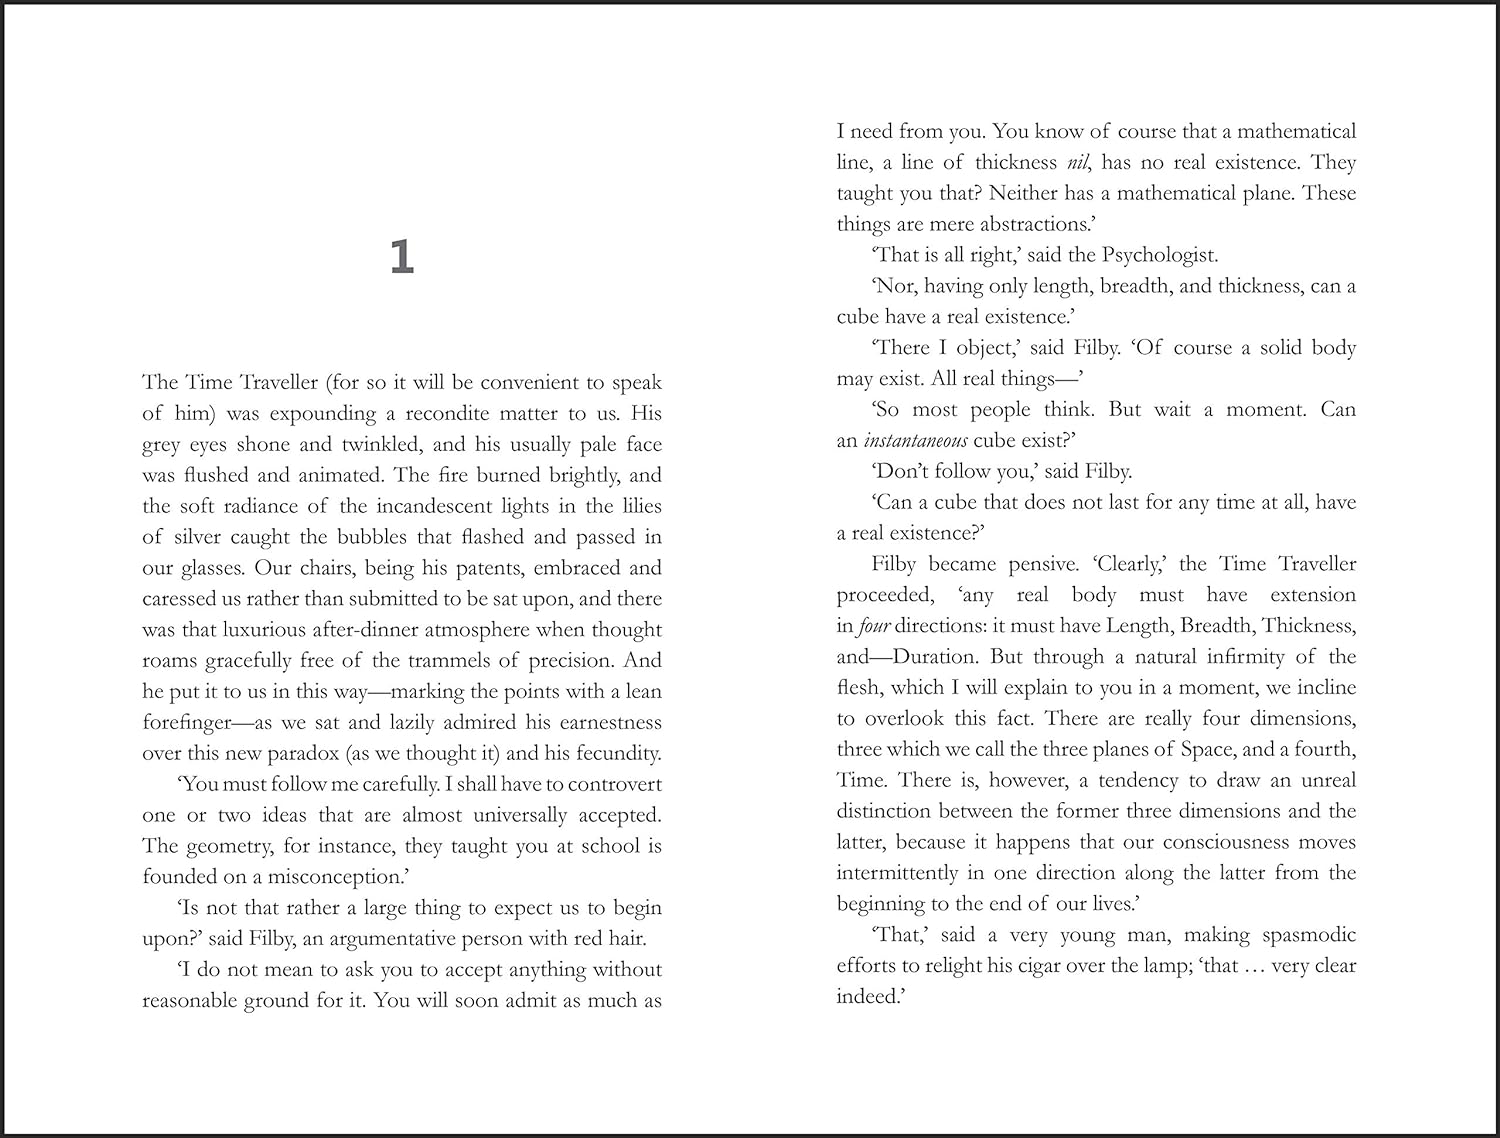 1
The Time Traveller (for so it will be convenient to speak
of him) was expounding a recondite matter to us. His
grey eyes shone and twinkled, and his usually pale face
was flushed and animated. The fire burned brightly, and
the soft radiance of the incandescent lights in the lilies
of silver caught the bubbles that flashed and passed in
our glasses. Our chairs, being his patents, embraced and
caressed us rather than submitted to be sat upon, and there
was that luxurious after-dinner atmosphere when thought
roams gracefully free of the trammels of precision. And
he put it to us in this way—marking the points with a lean
forefinger—as we sat and lazily admired his earnestness
over this new paradox (as we thought it) and his fecundity.
‘You must follow me carefully. I shall have to controvert
one or two ideas that are almost universally accepted.
The geometry, for instance, they taught you at school is
founded on a misconception.’
‘Is not that rather a large thing to expect us to begin
upon?’ said Filby, an argumentative person with red hair.
‘I do not mean to ask you to accept anything without
reasonable ground for it. You will soon admit as much as
I need from you. You know of course that a mathematical
line, a line of thickness nil, has no real existence. They
taught you that? Neither has a mathematical plane. These
things are mere abstractions.’
‘That is all right,’ said the Psychologist.
‘Nor, having only length, breadth, and thickness, can a
cube have a real existence.’
‘There I object,’ said Filby. ‘Of course a solid body
may exist. All real things—’
‘So most people think. But wait a moment. Can
an instantaneous cube exist?’
‘Don’t follow you,’ said Filby.
‘Can a cube that does not last for any time at all, have
a real existence?’
Filby became pensive. ‘Clearly,’ the Time Traveller
proceeded, ‘any real body must have extension
in four directions: it must have Length, Breadth, Thickness,
and—Duration. But through a natural infirmity of the
flesh, which I will explain to you in a moment, we incline
to overlook this fact. There are really four dimensions,
three which we call the three planes of Space, and a fourth,
Time. There is, however, a tendency to draw an unreal
distinction between the former three dimensions and the
latter, because it happens that our consciousness moves
intermittently in one direction along the latter from the
beginning to the end of our lives.’
‘That,’ said a very young man, making spasmodic
efforts to relight his cigar over the lamp; ‘that … very clear
indeed.’